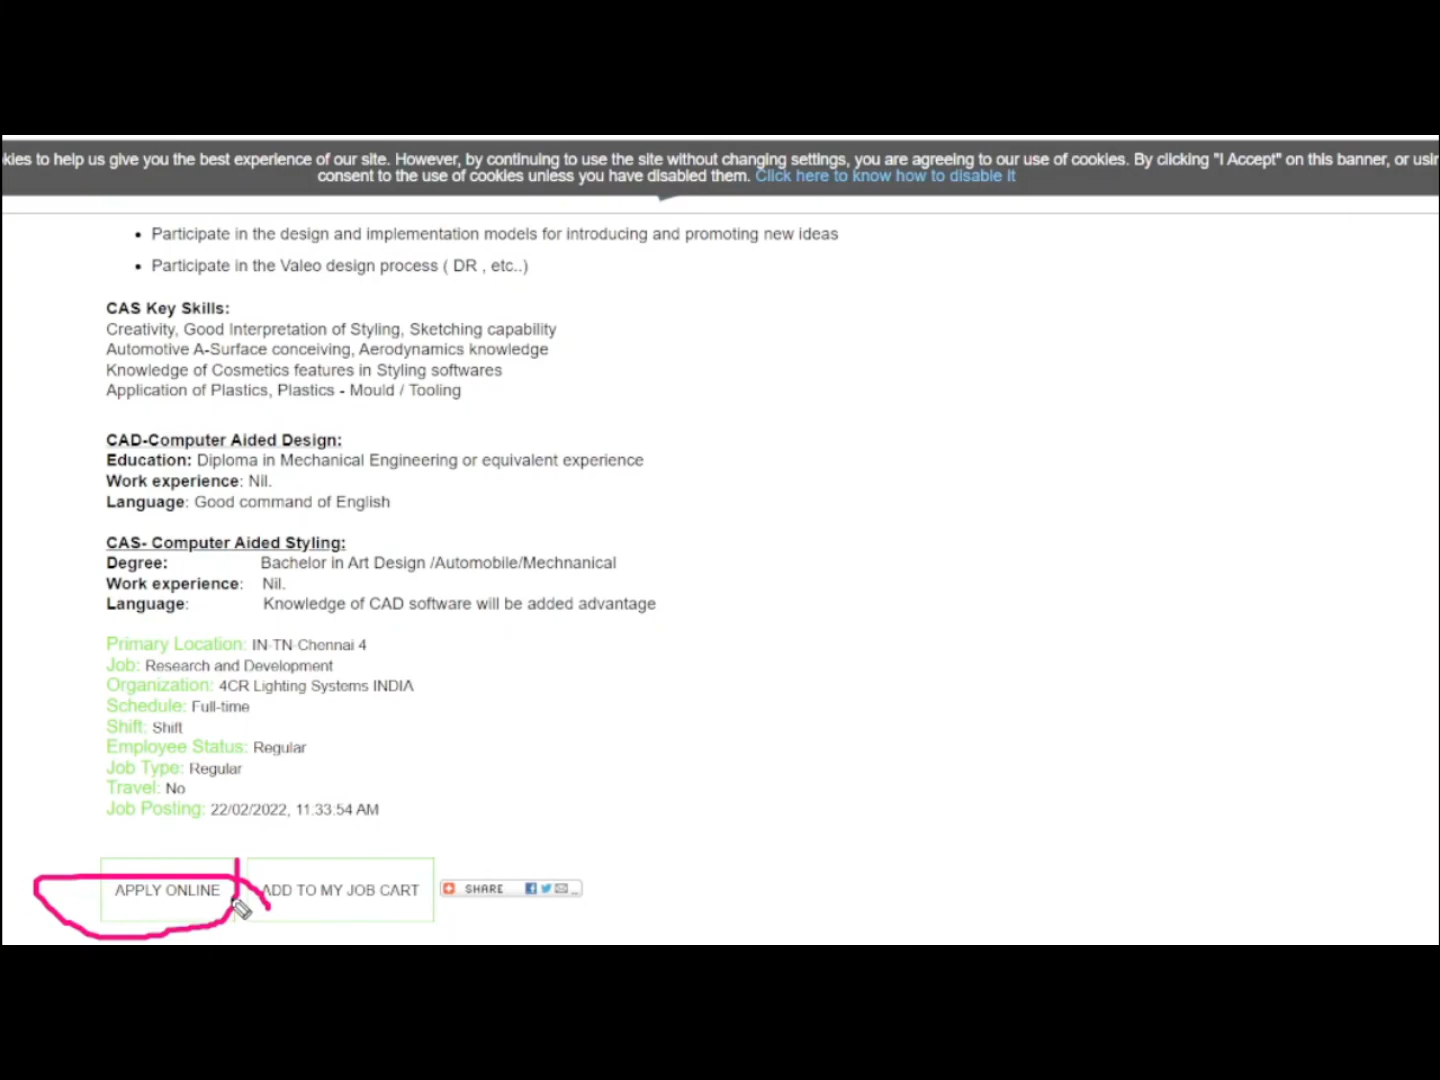 kies to help us give you the best experience of our site. However, by continuing to use the site without changing settings, you are agreeing to our use of cookies. By clicking "I Accept" on this banner, or usin
consent to the use of cookies unless you have disabled them. Click here to know how to disable it
• Participate in the design and implementation models for introducing and promoting new ideas
• Participate in the Valeo design process ( DR , etc..)
CAS Key Skills:
Creativity, Good Interpretation of Styling, Sketching capability
Automotive A-Surface conceiving, Aerodynamics knowledge
Knowledge of Cosmetics features in Styling softwares
Application of Plastics, Plastics - Mould / Tooling
CAD-Computer Aided Design:
Education: Diploma in Mechanical Engineering or equivalent experience
Work experience: Nil.
Language: Good command of English
CAS- Computer Aided Styling:
Degree: Bachelor in Art Design /Automobile/Mechnanical
Work experience: Nil.
Language: Knowledge of CAD software will be added advantage
Primary Location: IN-TN-Chennai 4
Job: Research and Development
Organization: 4CR Lighting Systems INDIA
Schedule: Full-time
Shift: Shift
Employee Status: Regular
Job Type: Regular
Travel: No
Job Posting: 22/02/2022, 11.33.54 AM
APPLY ONLINE ADD TO MY JOB CART SHARE